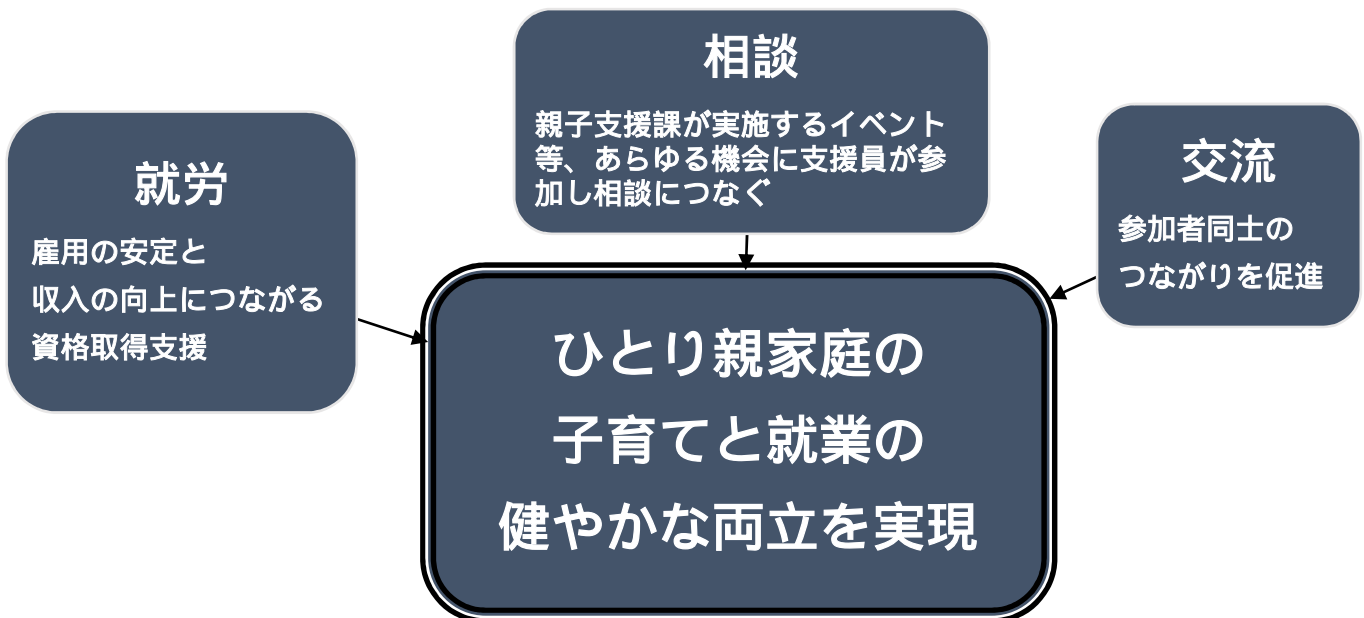 相談
親子支援課が実施するイベント
等、あらゆる機会に支援員が参
加し相談につなぐ
就労
雇用の安定と
収入の向上につながる
資格取得支援
交流
参加者同士の
つながりを促進
ひとり親家庭の
子育てと就業の
健やかな両立を実現